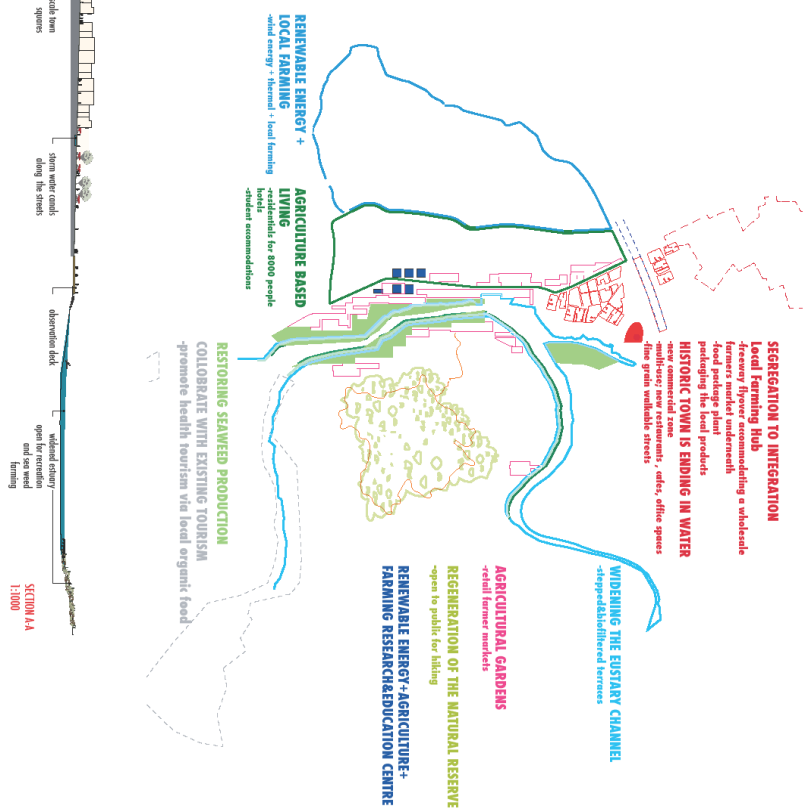 SEGREGATION TO INTEGRATION
Local Farming Hub
-freeway flyover accommodating a wholesale
farmers market underneath
-food package plant
packaging the local products
HISTORIC TOWN IS ENDING IN WATER
new commercial zone
-multi-use; new restaurants , cafes, office spaces
-fine grain walkable streets
WIDENING THE EUSTARY CHANNEL
-stepped&biofiltered terraces
AGRICULTURAL GARDENS
-retail farmer markets
REGENERATION OF THE NATURAL RESERVE
-open to public for hiking
RENEWABLE ENERGY+AGRICULTURE+
FARMING RESEARCH&EDUCATION CENTRE
RENEWABLE ENERGY +
LOCAL FARMING
-wind energy + thermal + local farming
AGRICULTURE BASED
LIVING
-residentials for 8000 people
hotels
-student accommodations
RESTORING SEAWEED PRODUCTION
COLLOBRATE WITH EXISTING TOURISM
-promote health tourism via local organic food
scale town
squares
storm water canals
along the streets
observation deck
widened estuary
open for recreation
and sea weed
farming
SECTION A-A
1:1000